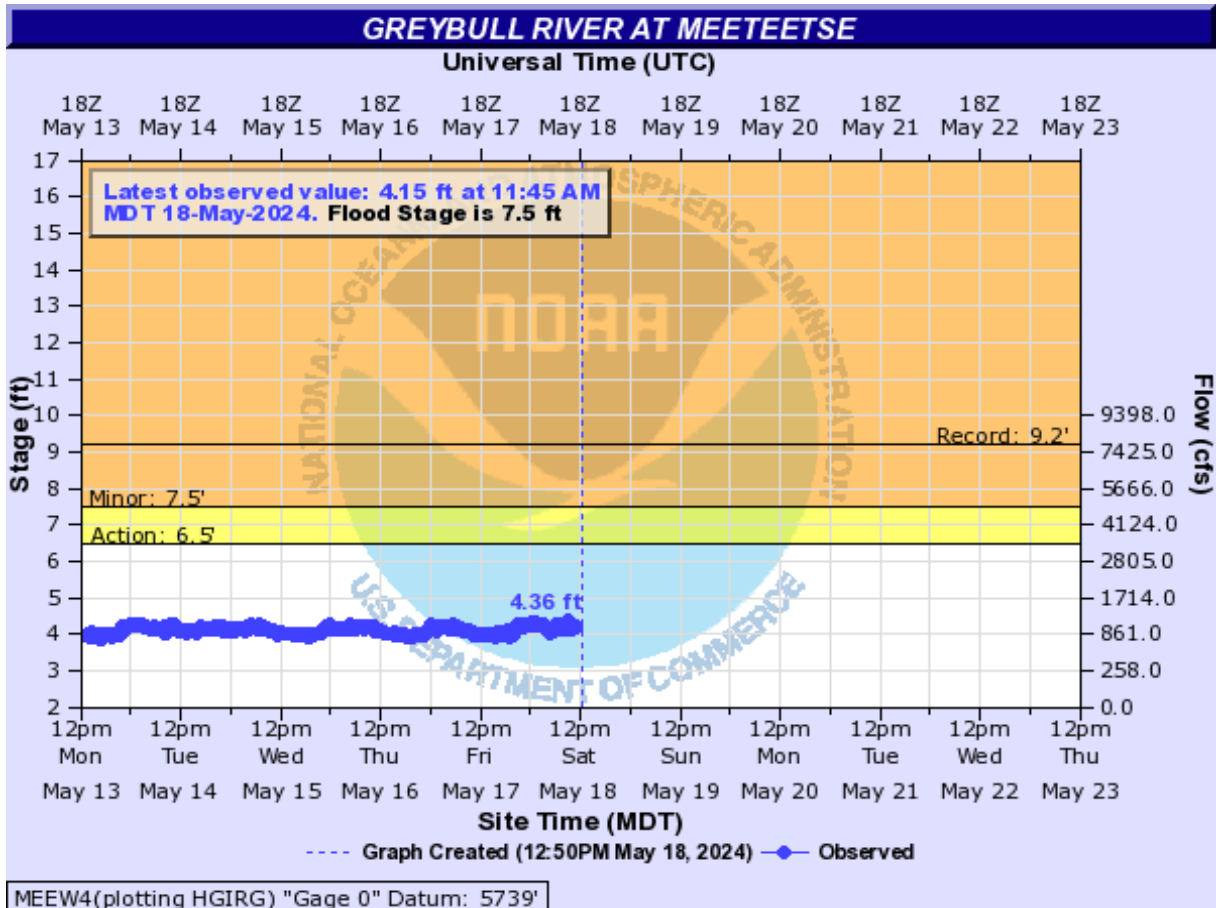 GREYBULL RIVER AT MEETEETSE
Universal Time (UTC)
18Z 18Z 18Z 18Z 18Z 18Z 18Z 18Z 18Z 18Z 18Z
May 13 May 14 May 15 May 16 May 17 May 18 May 19 May 20 May 21 May 22 May 23
Latest observed value: 4.15 ft at 11:45 AM
MDT 18-May-2024. Flood Stage is 7.5 ft
17
16
15
14
13
12
11
10 9398.0
Record: 9.2'
9 7425.0
8 5666.0
Minor: 7.5'
7 4124.0
Action: 6.5'
6 2805.0
5 1714.0
4.36 ft
4 861.0
3 258.0
2 0.0
Stage (ft)
Flow (cfs)
NATIONAL OCEANIC AND ATMOSPHERIC ADMINISTRATION
NOAA
U.S. DEPARTMENT OF COMMERCE
12pm 12pm 12pm 12pm 12pm 12pm 12pm 12pm 12pm 12pm 12pm
Mon Tue Wed Thu Fri Sat Sun Mon Tue Wed Thu
May 13 May 14 May 15 May 16 May 17 May 18 May 19 May 20 May 21 May 22 May 23
Site Time (MDT)
Graph Created (12:50PM May 18, 2024) Observed
MEEW4(plotting HGIRG) "Gage 0" Datum: 5739'